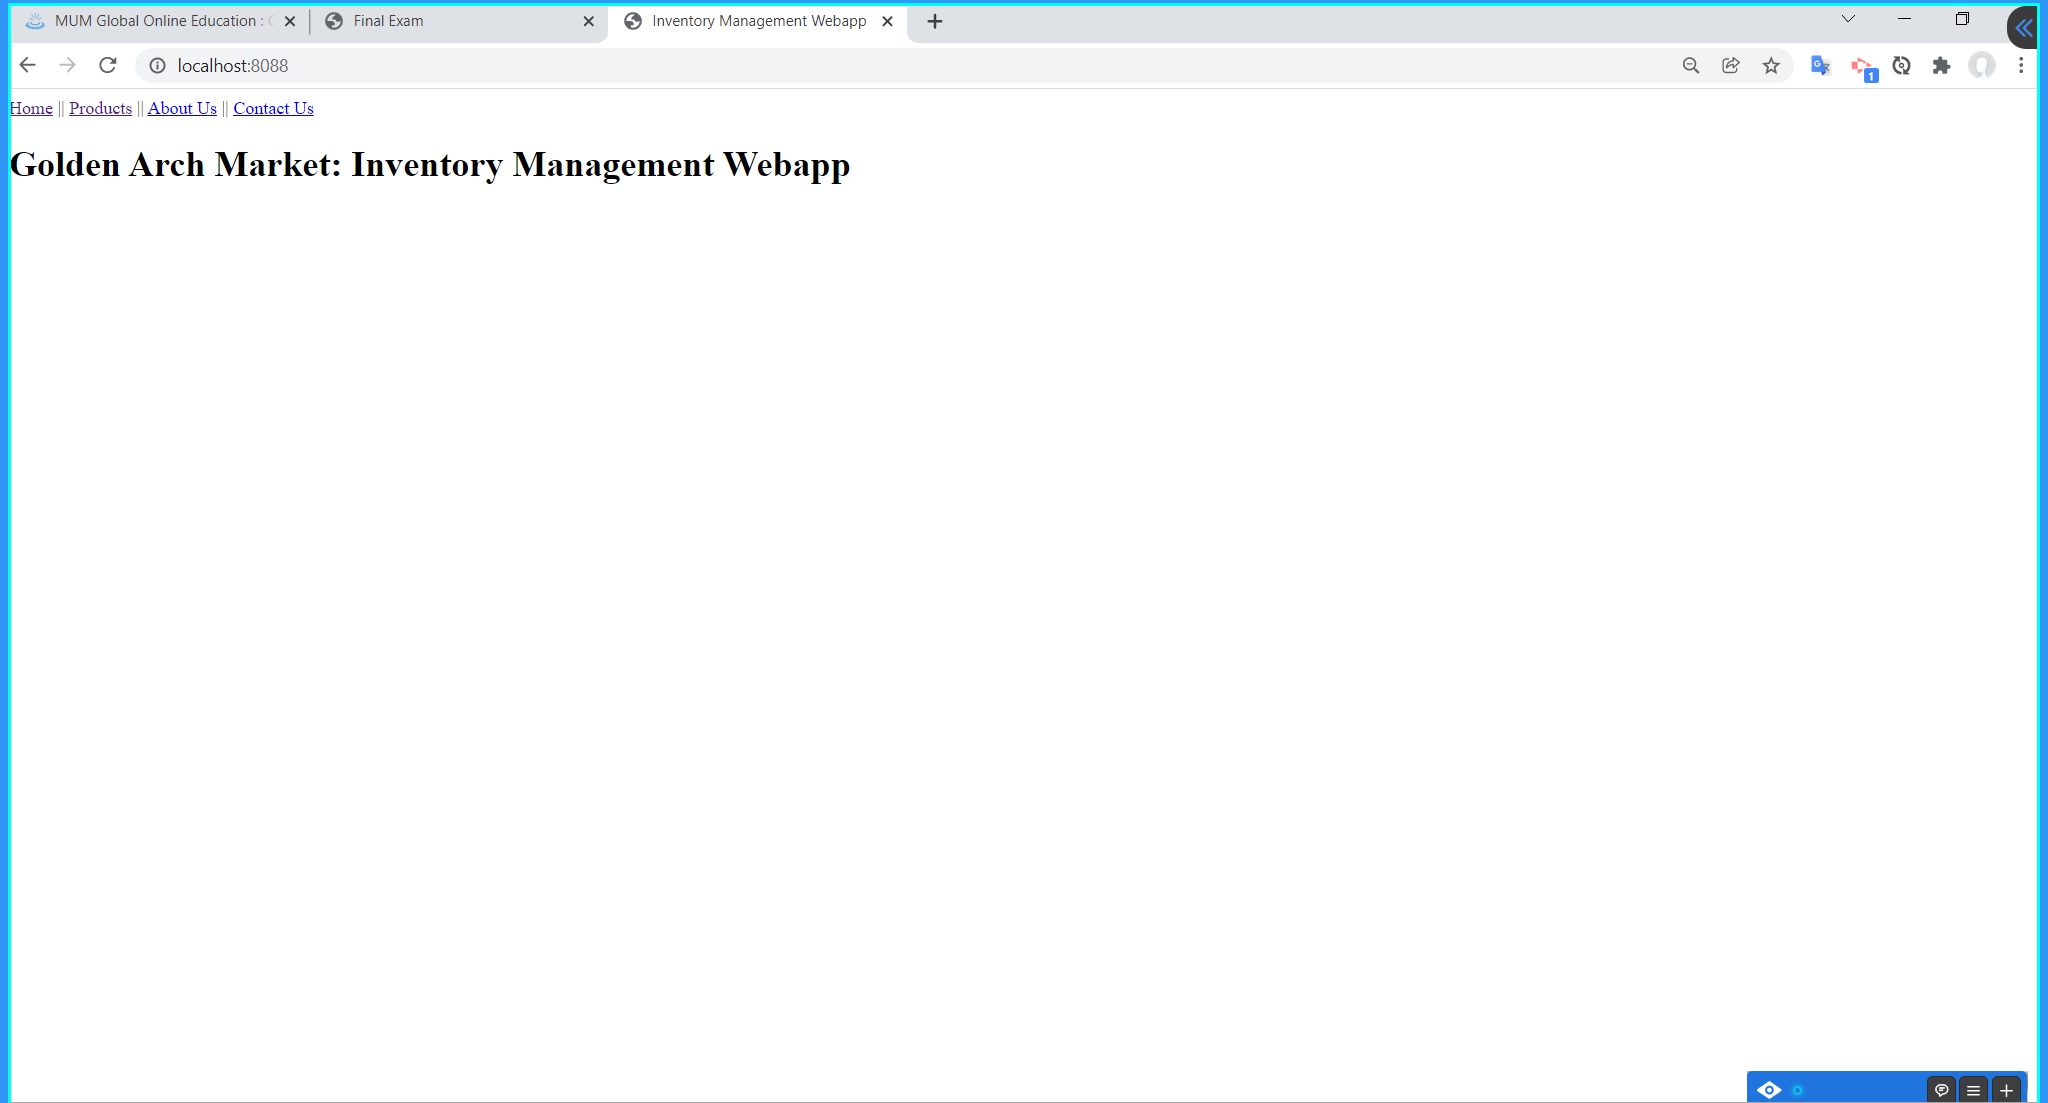 MUM Global Online Education :
Final Exam
Inventory Management Webapp
localhost:8088
1
Home || Products || About Us || Contact Us
Golden Arch Market: Inventory Management Webapp